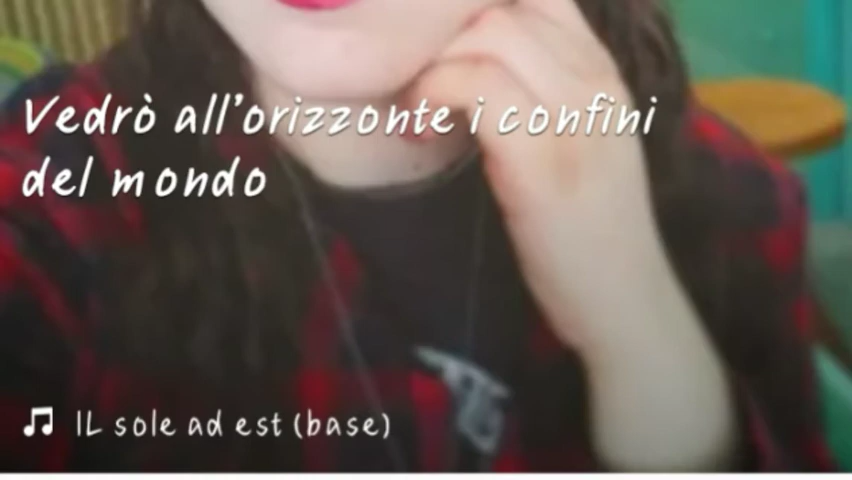 Vedrò all'orizzonte i confini
del mondo
IL sole ad est (base)